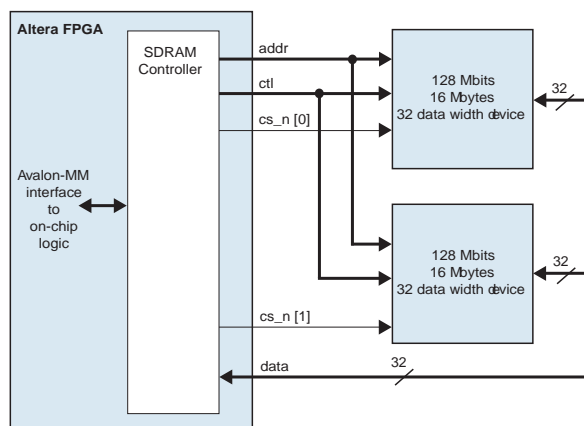 Altera FPGA
SDRAM
Controller
addr
ctl
cs_n [0]
128 Mbits
16 Mbytes
32 data width device
32
Avalon-MM
interface
to
on-chip
logic
128 Mbits
16 Mbytes
32 data width device
32
cs_n [1]
data
32